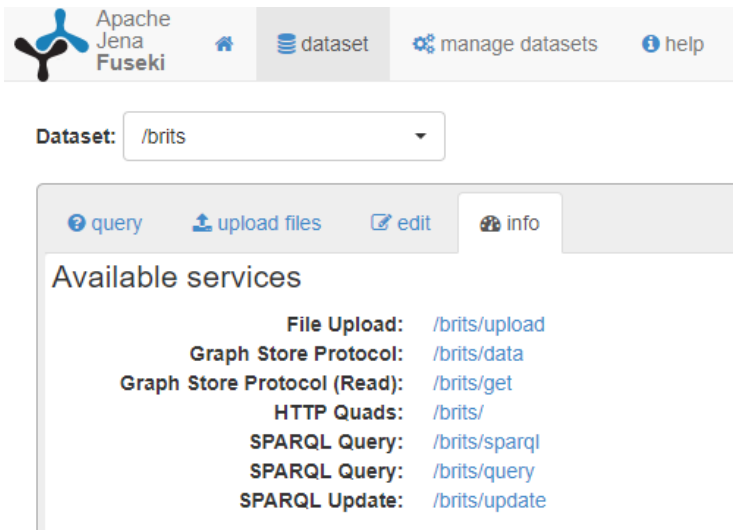 Apache
Jena
Fuseki
dataset
manage datasets
help
Dataset: /brits
query upload files edit info
Available services
File Upload: /brits/upload
Graph Store Protocol: /brits/data
Graph Store Protocol (Read): /brits/get
HTTP Quads: /brits/
SPARQL Query: /brits/sparql
SPARQL Query: /brits/query
SPARQL Update: /brits/update